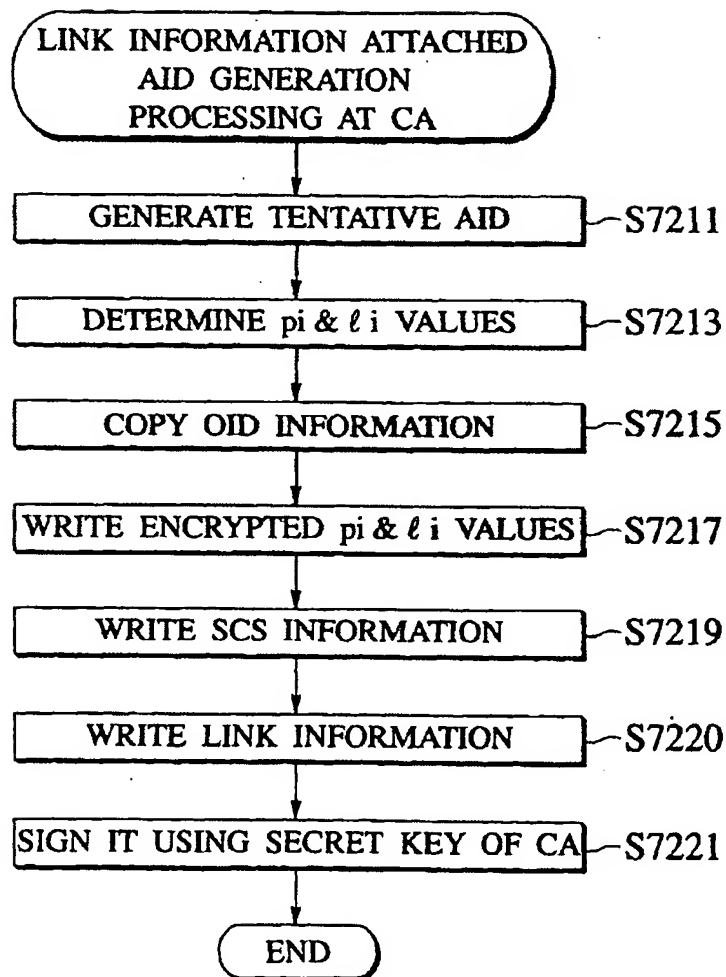 LINK INFORMATION ATTACHED
AID GENERATION
PROCESSING AT CA
GENERATE TENTATIVE AID S7211
DETERMINE pi & ℓ i VALUES S7213
COPY OID INFORMATION S7215
WRITE ENCRYPTED pi & ℓ i VALUES S7217
WRITE SCS INFORMATION S7219
WRITE LINK INFORMATION S7220
SIGN IT USING SECRET KEY OF CA S7221
END